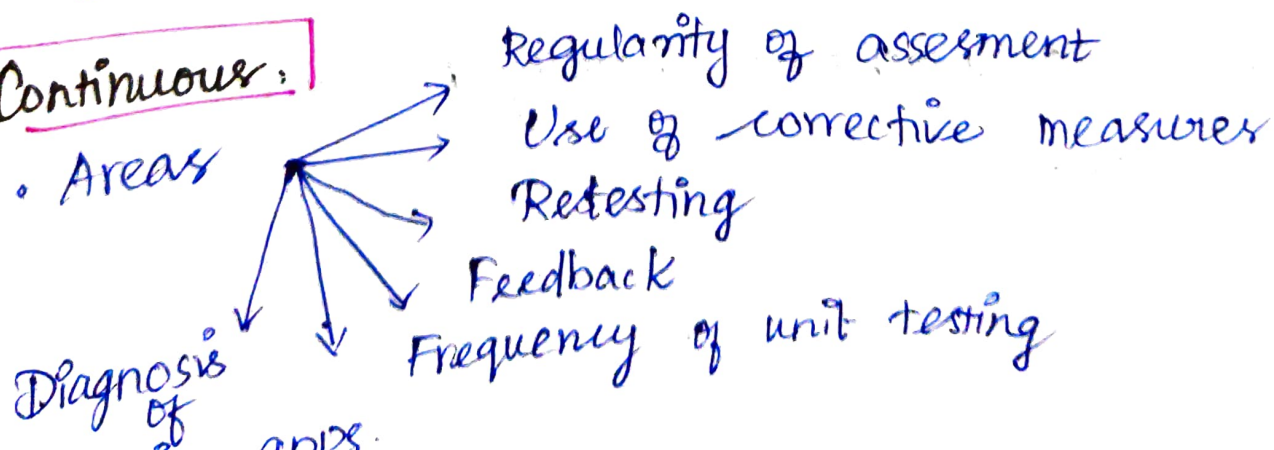 Continuous:
Regularity of assesment
Use of corrective measures
• Areas
Retesting
Feedback
Frequency of unit testing
Diagnosis
of